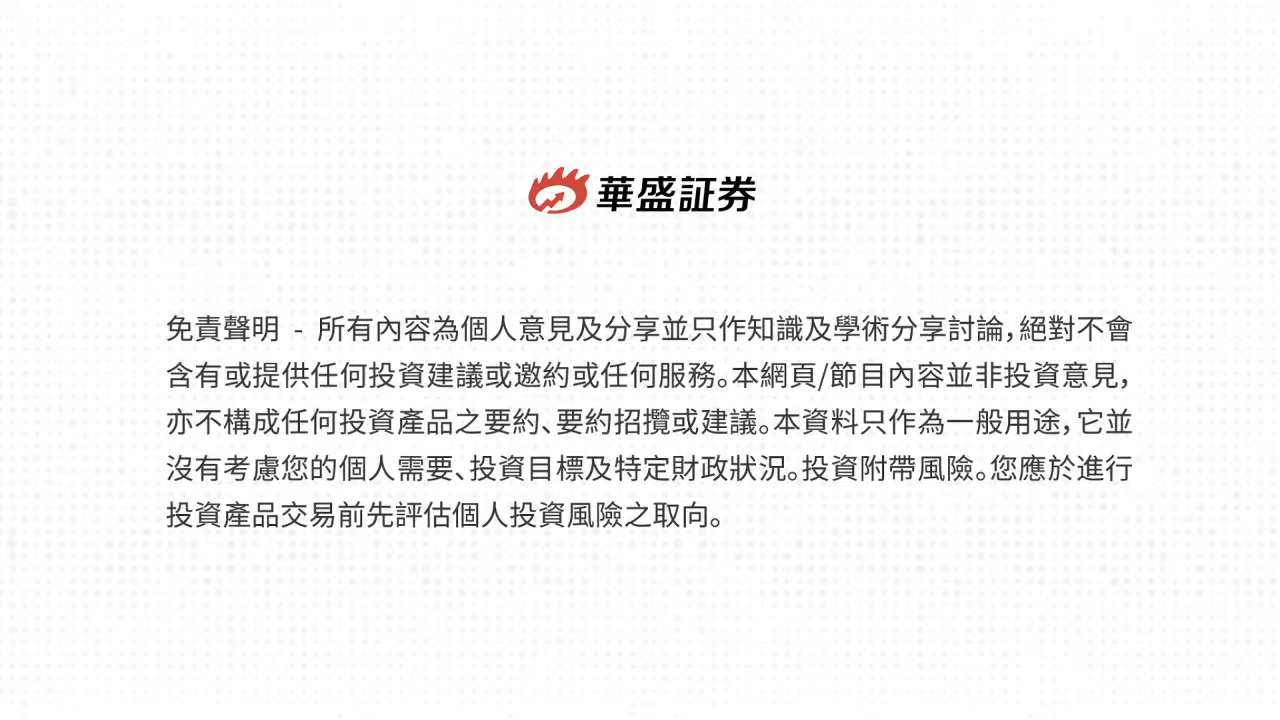 華盛証券
免責聲明 - 所有內容為個人意見及分享並只作知識及學術分享討論，絕對不會
含有或提供任何投資建議或邀約或任何服務。本網頁/節目內容並非投資意見，
亦不構成任何投資產品之要約、要約招攬或建議。本資料只作為一般用途，它並
沒有考慮您的個人需要、投資目標及特定財政狀況。投資附帶風險。您應於進行
投資產品交易前先評估個人投資風險之取向。